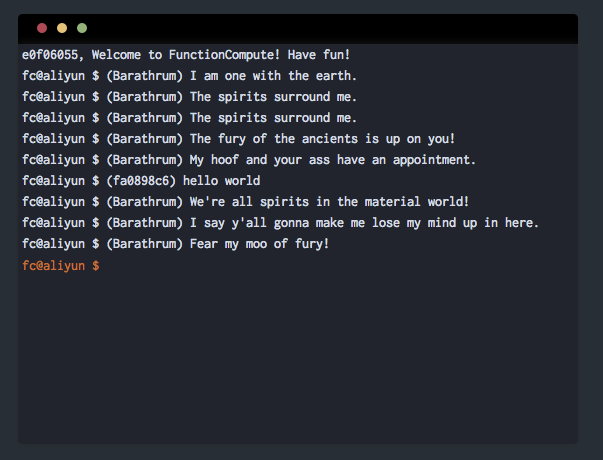 e0f06055, Welcome to FunctionCompute! Have fun!
fc@aliyun $ (Barathrum) I am one with the earth.
fc@aliyun $ (Barathrum) The spirits surround me.
fc@aliyun $ (Barathrum) The spirits surround me.
fc@aliyun $ (Barathrum) The fury of the ancients is up on you!
fc@aliyun $ (Barathrum) My hoof and your ass have an appointment.
fc@aliyun $ (fa0898c6) hello world
fc@aliyun $ (Barathrum) We're all spirits in the material world!
fc@aliyun $ (Barathrum) I say y'all gonna make me lose my mind up in here.
fc@aliyun $ (Barathrum) Fear my moo of fury!
fc@aliyun $